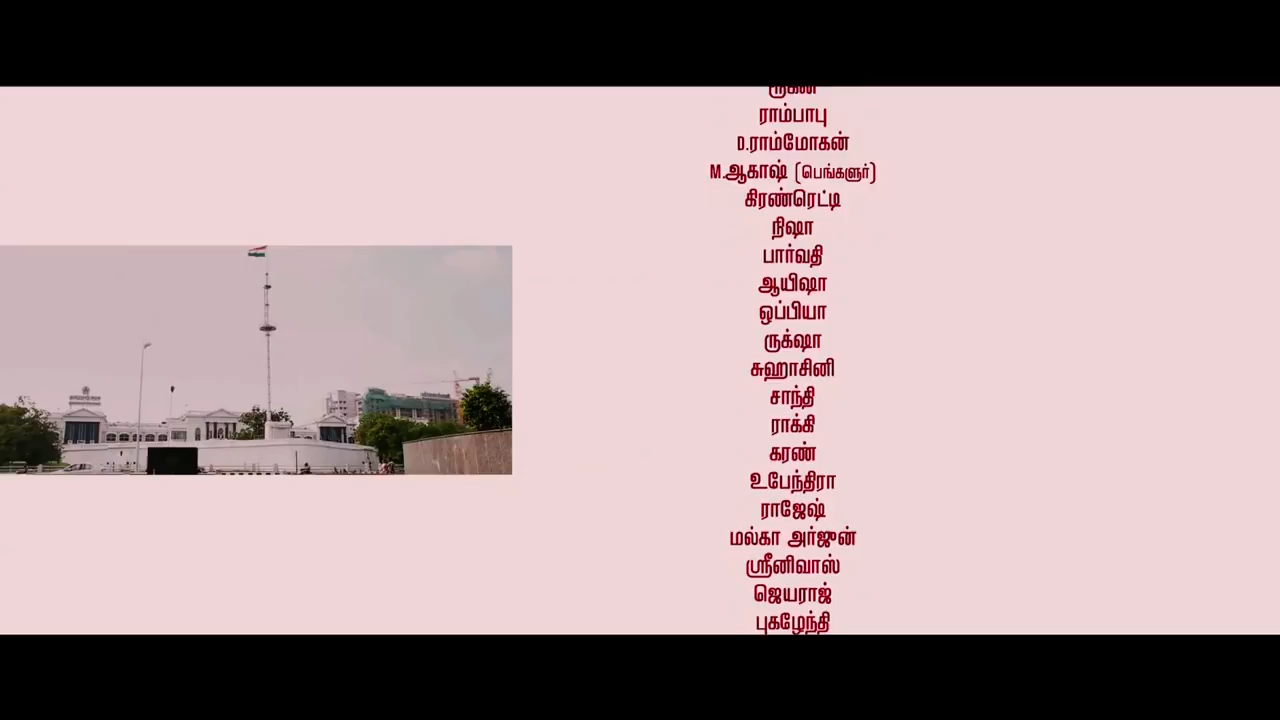 ராம்பாபு
D.ராம்மோகன்
M.ஆகாஷ் (பெங்களுர்)
கிரண்ரெட்டி
நிஷா
பார்வதி
ஆயிஷா
ஒப்பியா
ருக்‌ஷா
சுஹாசினி
சாந்தி
ராக்கி
கரண்
உபேந்திரா
ராஜேஷ்
மல்கா அர்ஜுன்
ஸ்ரீனிவாஸ்
ஜெயராஜ்
புகழேந்தி